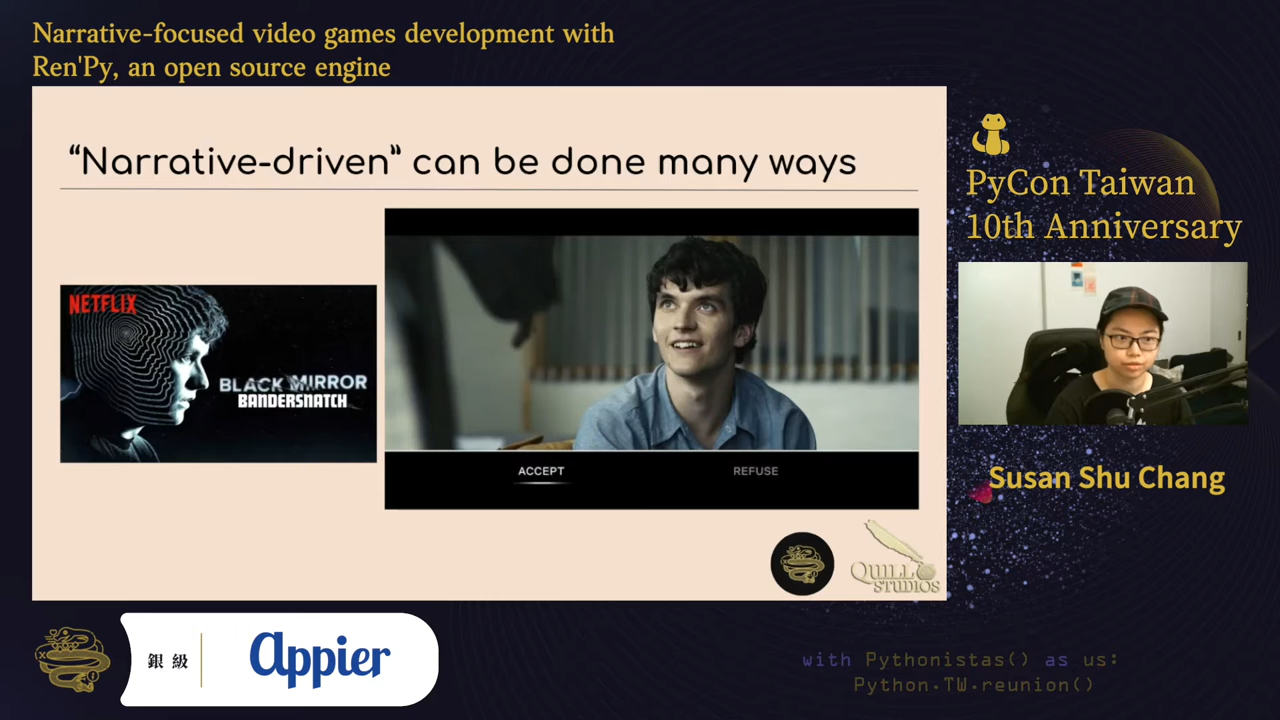 Narrative-focused video games development with
Ren'Py, an open source engine
“Narrative-driven” can be done many ways
NETFLIX
BLACK MIRROR
BANDERSNATCH
ACCEPT
REFUSE
QUILL
STUDIOS
PyCon Taiwan
10th Anniversary
Susan Shu Chang
銀級
Appier
with Pythonistas() as us:
Python.TW.reunion()